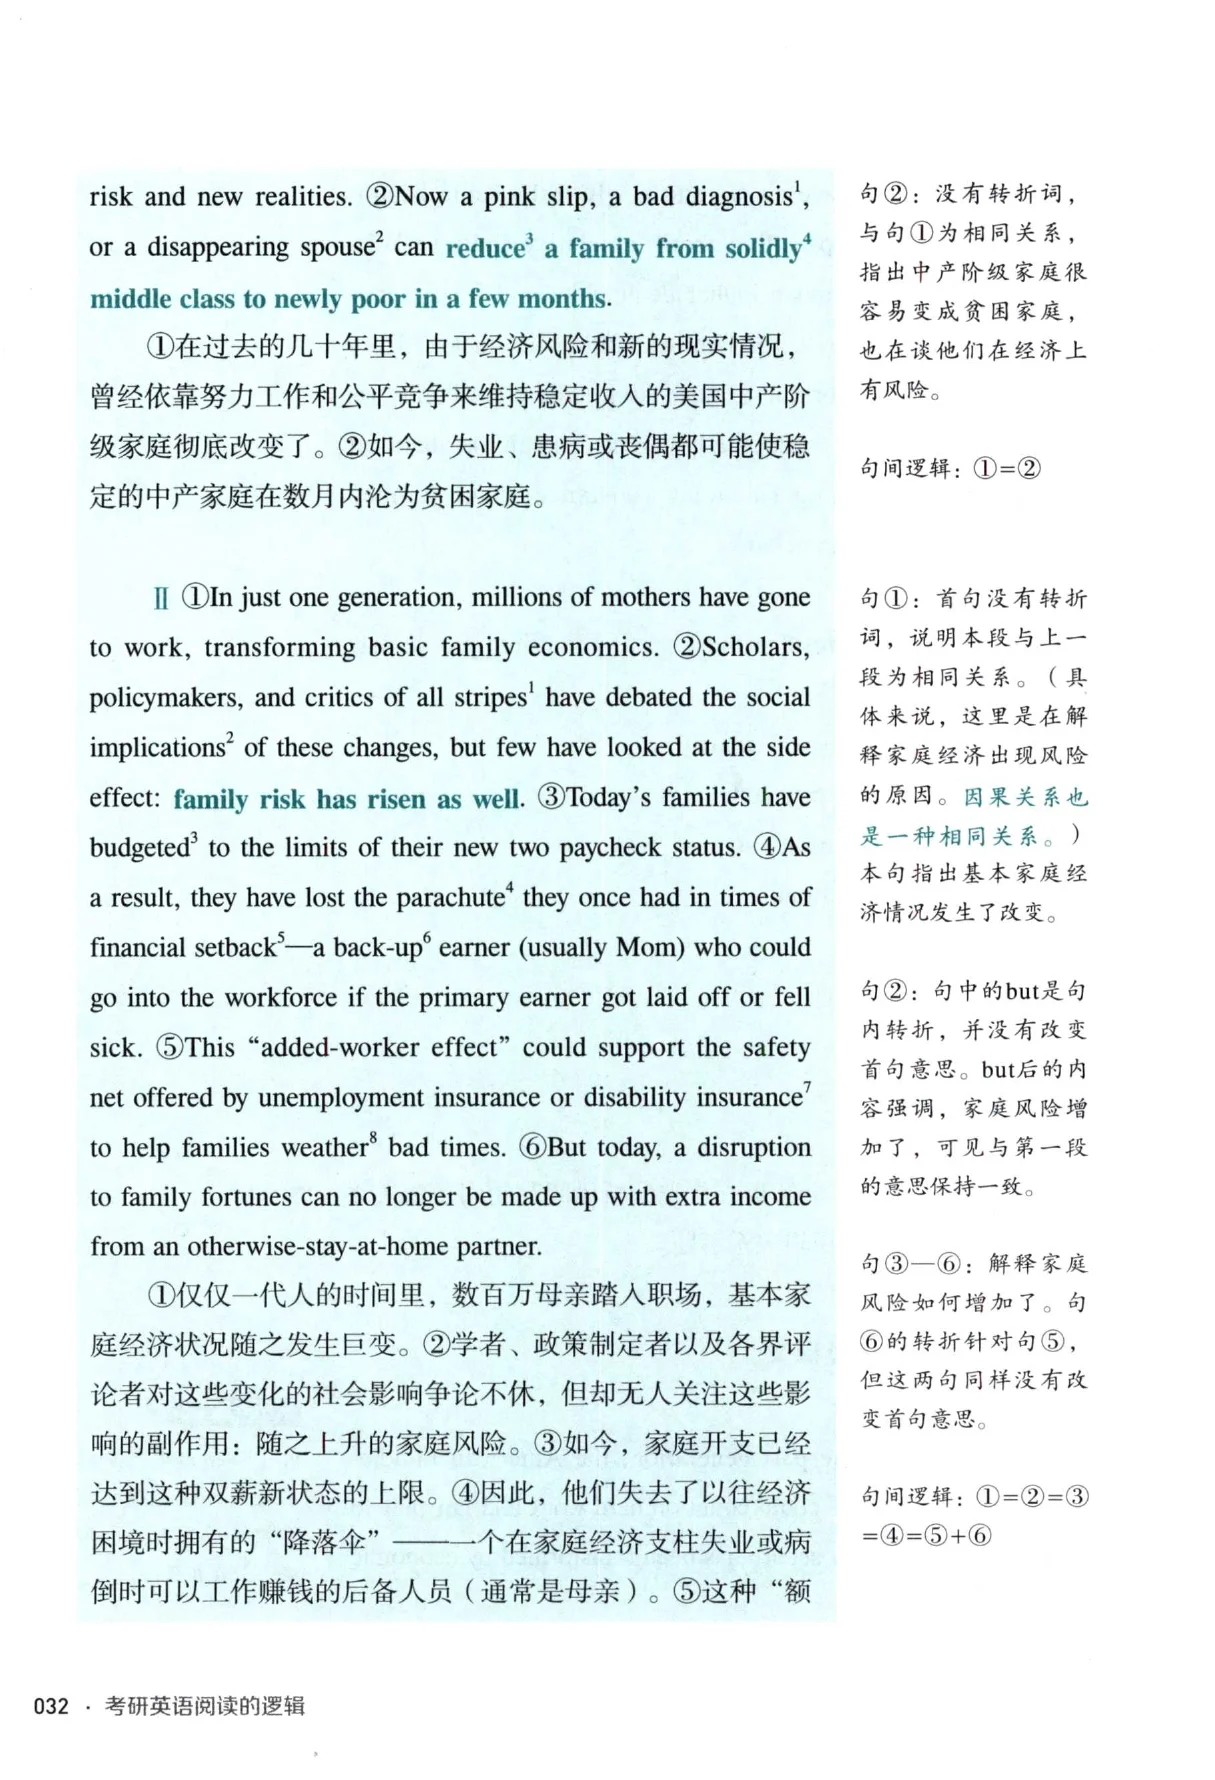 risk and new realities. ②Now a pink slip, a bad diagnosis¹,
or a disappearing spouse² can reduce³ a family from solidly⁴
middle class to newly poor in a few months.
①在过去的几十年里，由于经济风险和新的现实情况，
曾经依靠努力工作和公平竞争来维持稳定收入的美国中产阶
级家庭彻底改变了。②如今，失业、患病或丧偶都可能使稳
定的中产家庭在数月内沦为贫困家庭。
Ⅱ ①In just one generation, millions of mothers have gone
to work, transforming basic family economics. ②Scholars,
policymakers, and critics of all stripes¹ have debated the social
implications² of these changes, but few have looked at the side
effect: family risk has risen as well. ③Today's families have
budgeted³ to the limits of their new two paycheck status. ④As
a result, they have lost the parachute⁴ they once had in times of
financial setback⁵—a back-up⁶ earner (usually Mom) who could
go into the workforce if the primary earner got laid off or fell
sick. ⑤This “added-worker effect” could support the safety
net offered by unemployment insurance or disability insurance⁷
to help families weather⁸ bad times. ⑥But today, a disruption
to family fortunes can no longer be made up with extra income
from an otherwise-stay-at-home partner.
①仅仅一代人的时间里，数百万母亲踏入职场，基本家
庭经济状况随之发生巨变。②学者、政策制定者以及各界评
论者对这些变化的社会影响争论不休，但却无人关注这些影
响的副作用：随之上升的家庭风险。③如今，家庭开支已经
达到这种双薪新状态的上限。④因此，他们失去了以往经济
困境时拥有的“降落伞”———一个在家庭经济支柱失业或病
倒时可以工作赚钱的后备人员（通常是母亲）。⑤这种“额
句②：没有转折词，
与句①为相同关系，
指出中产阶级家庭很
容易变成贫困家庭，
也在谈他们在经济上
有风险。
句间逻辑：①=②
句①：首句没有转折
词，说明本段与上一
段为相同关系。（具
体来说，这里是在解
释家庭经济出现风险
的原因。因果关系也
是一种相同关系。）
本句指出基本家庭经
济情况发生了改变。
句②：句中的but是句
内转折，并没有改变
首句意思。but后的内
容强调，家庭风险增
加了，可见与第一段
的意思保持一致。
句③—⑥：解释家庭
风险如何增加了。句
⑥的转折针对句⑤，
但这两句同样没有改
变首句意思。
句间逻辑：①=②=③
=④=⑤+⑥
032 · 考研英语阅读的逻辑